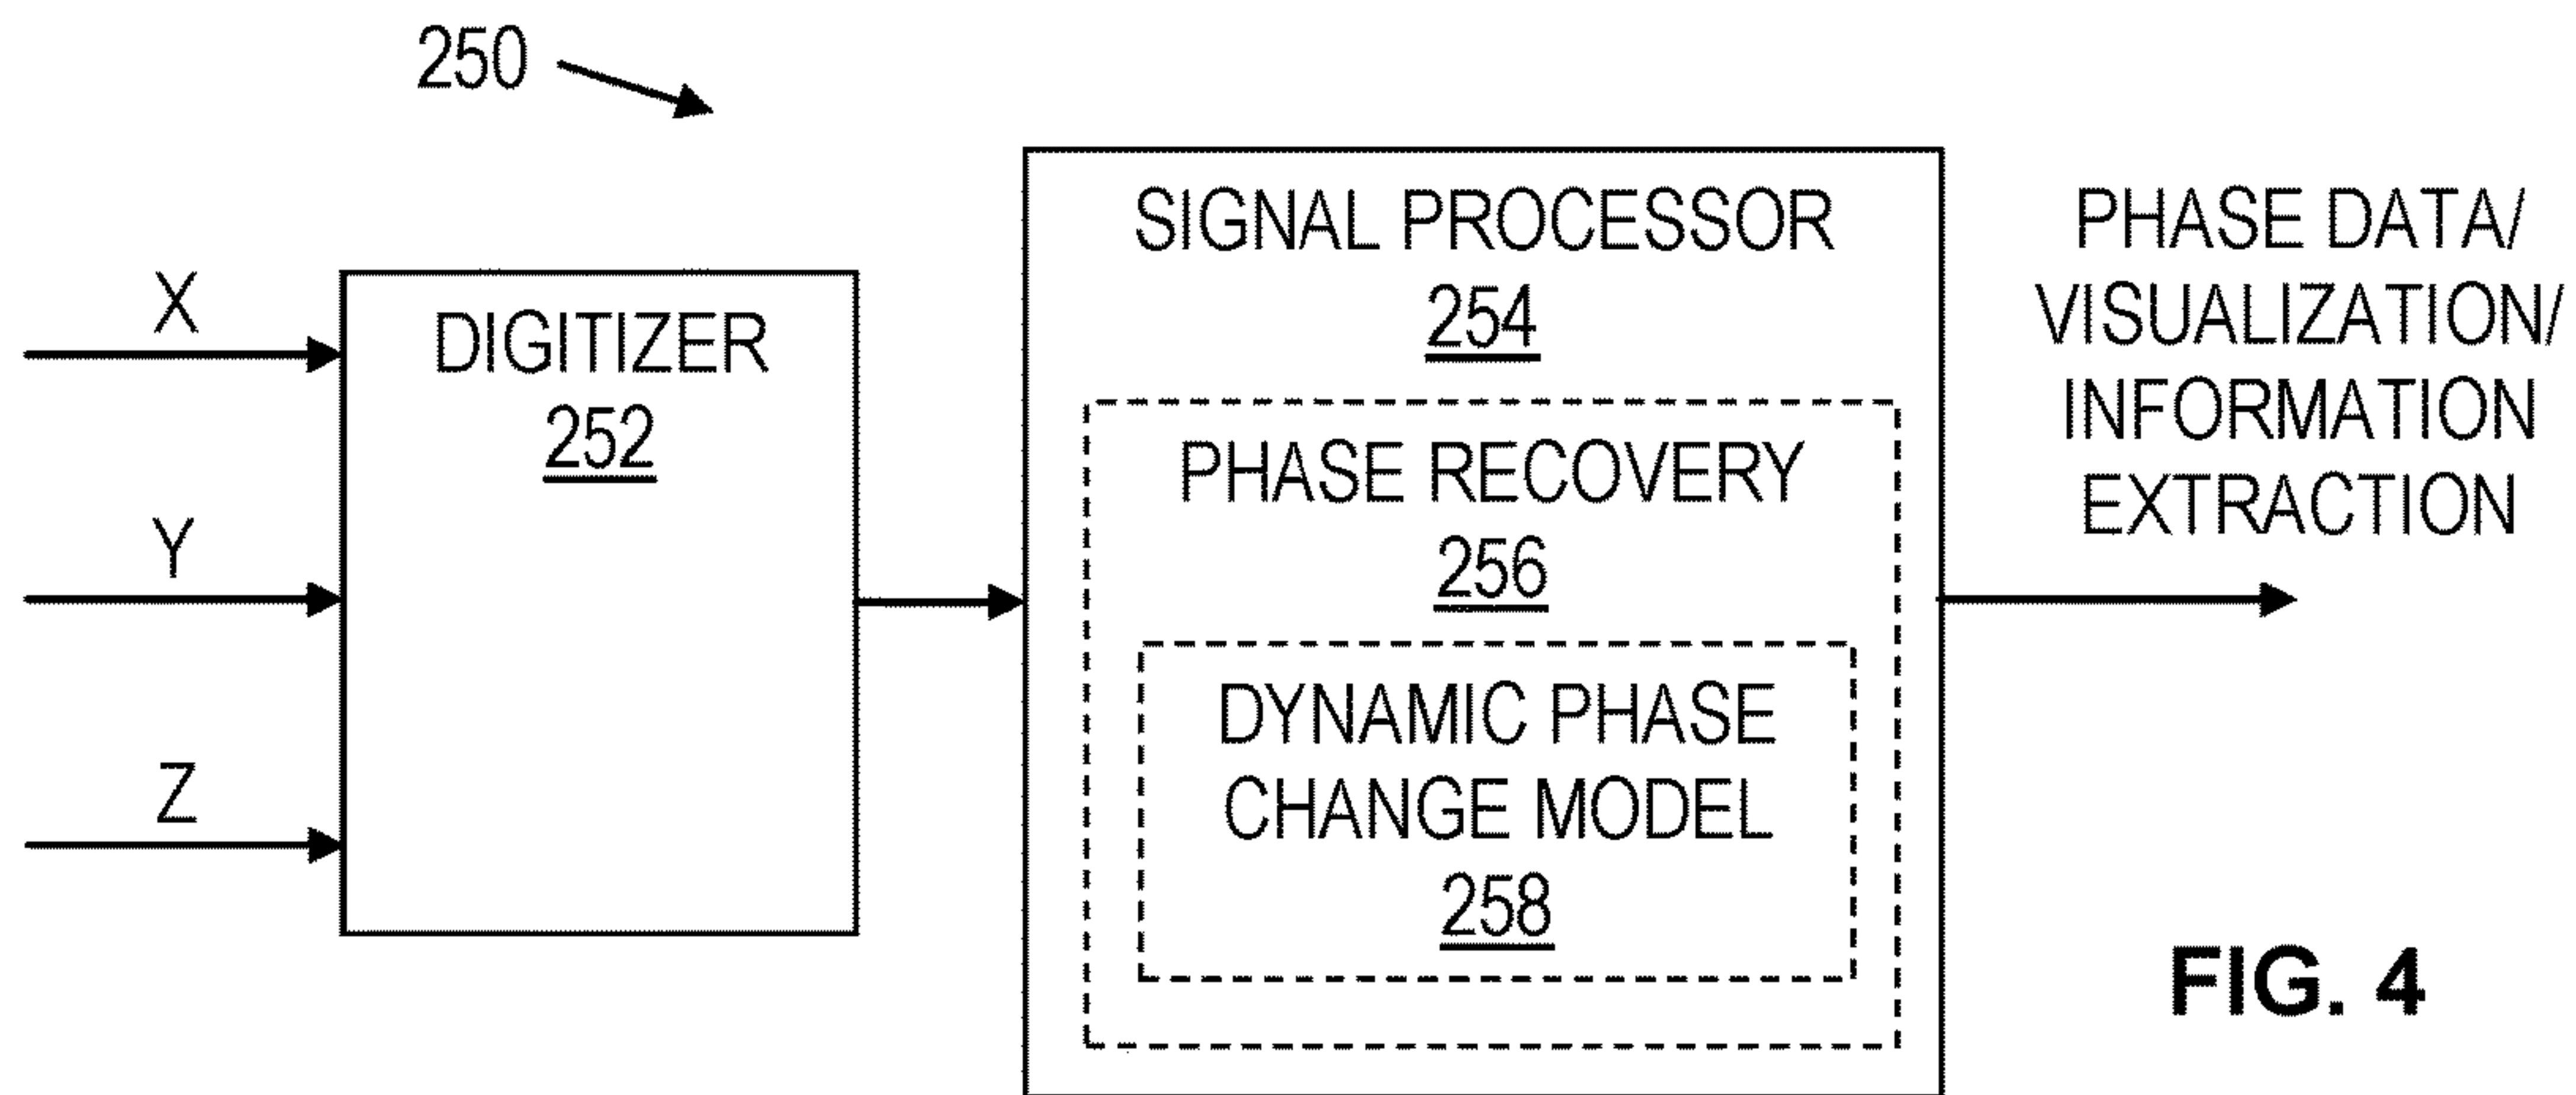 250
X
Y
Z
DIGITIZER
252
SIGNAL PROCESSOR
254
PHASE RECOVERY
256
DYNAMIC PHASE
CHANGE MODEL
258
PHASE DATA/
VISUALIZATION/
INFORMATION
EXTRACTION
FIG. 4